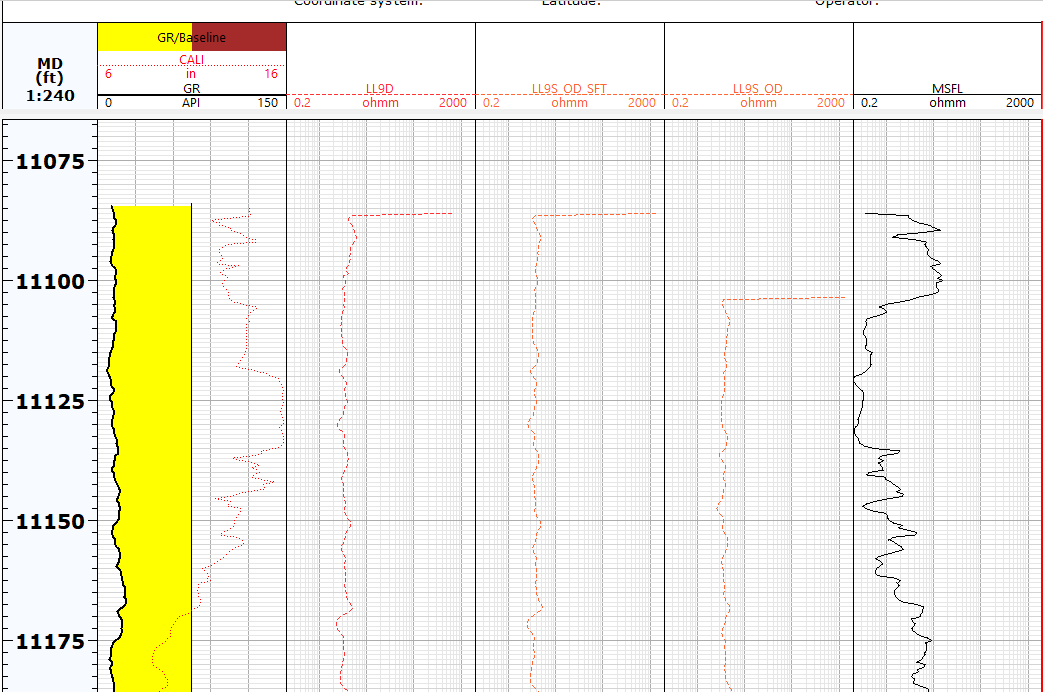 Coordinate system: Latitude: Operator:
GR/Baseline
MD
(ft)
1:240
CALI
6 in 16
GR
0 API 150
LL9D
0.2 ohmm 2000
LL9S_OD_SFT
0.2 ohmm 2000
LL9S_OD
0.2 ohmm 2000
MSFL
0.2 ohmm 2000
11075
11100
11125
11150
11175